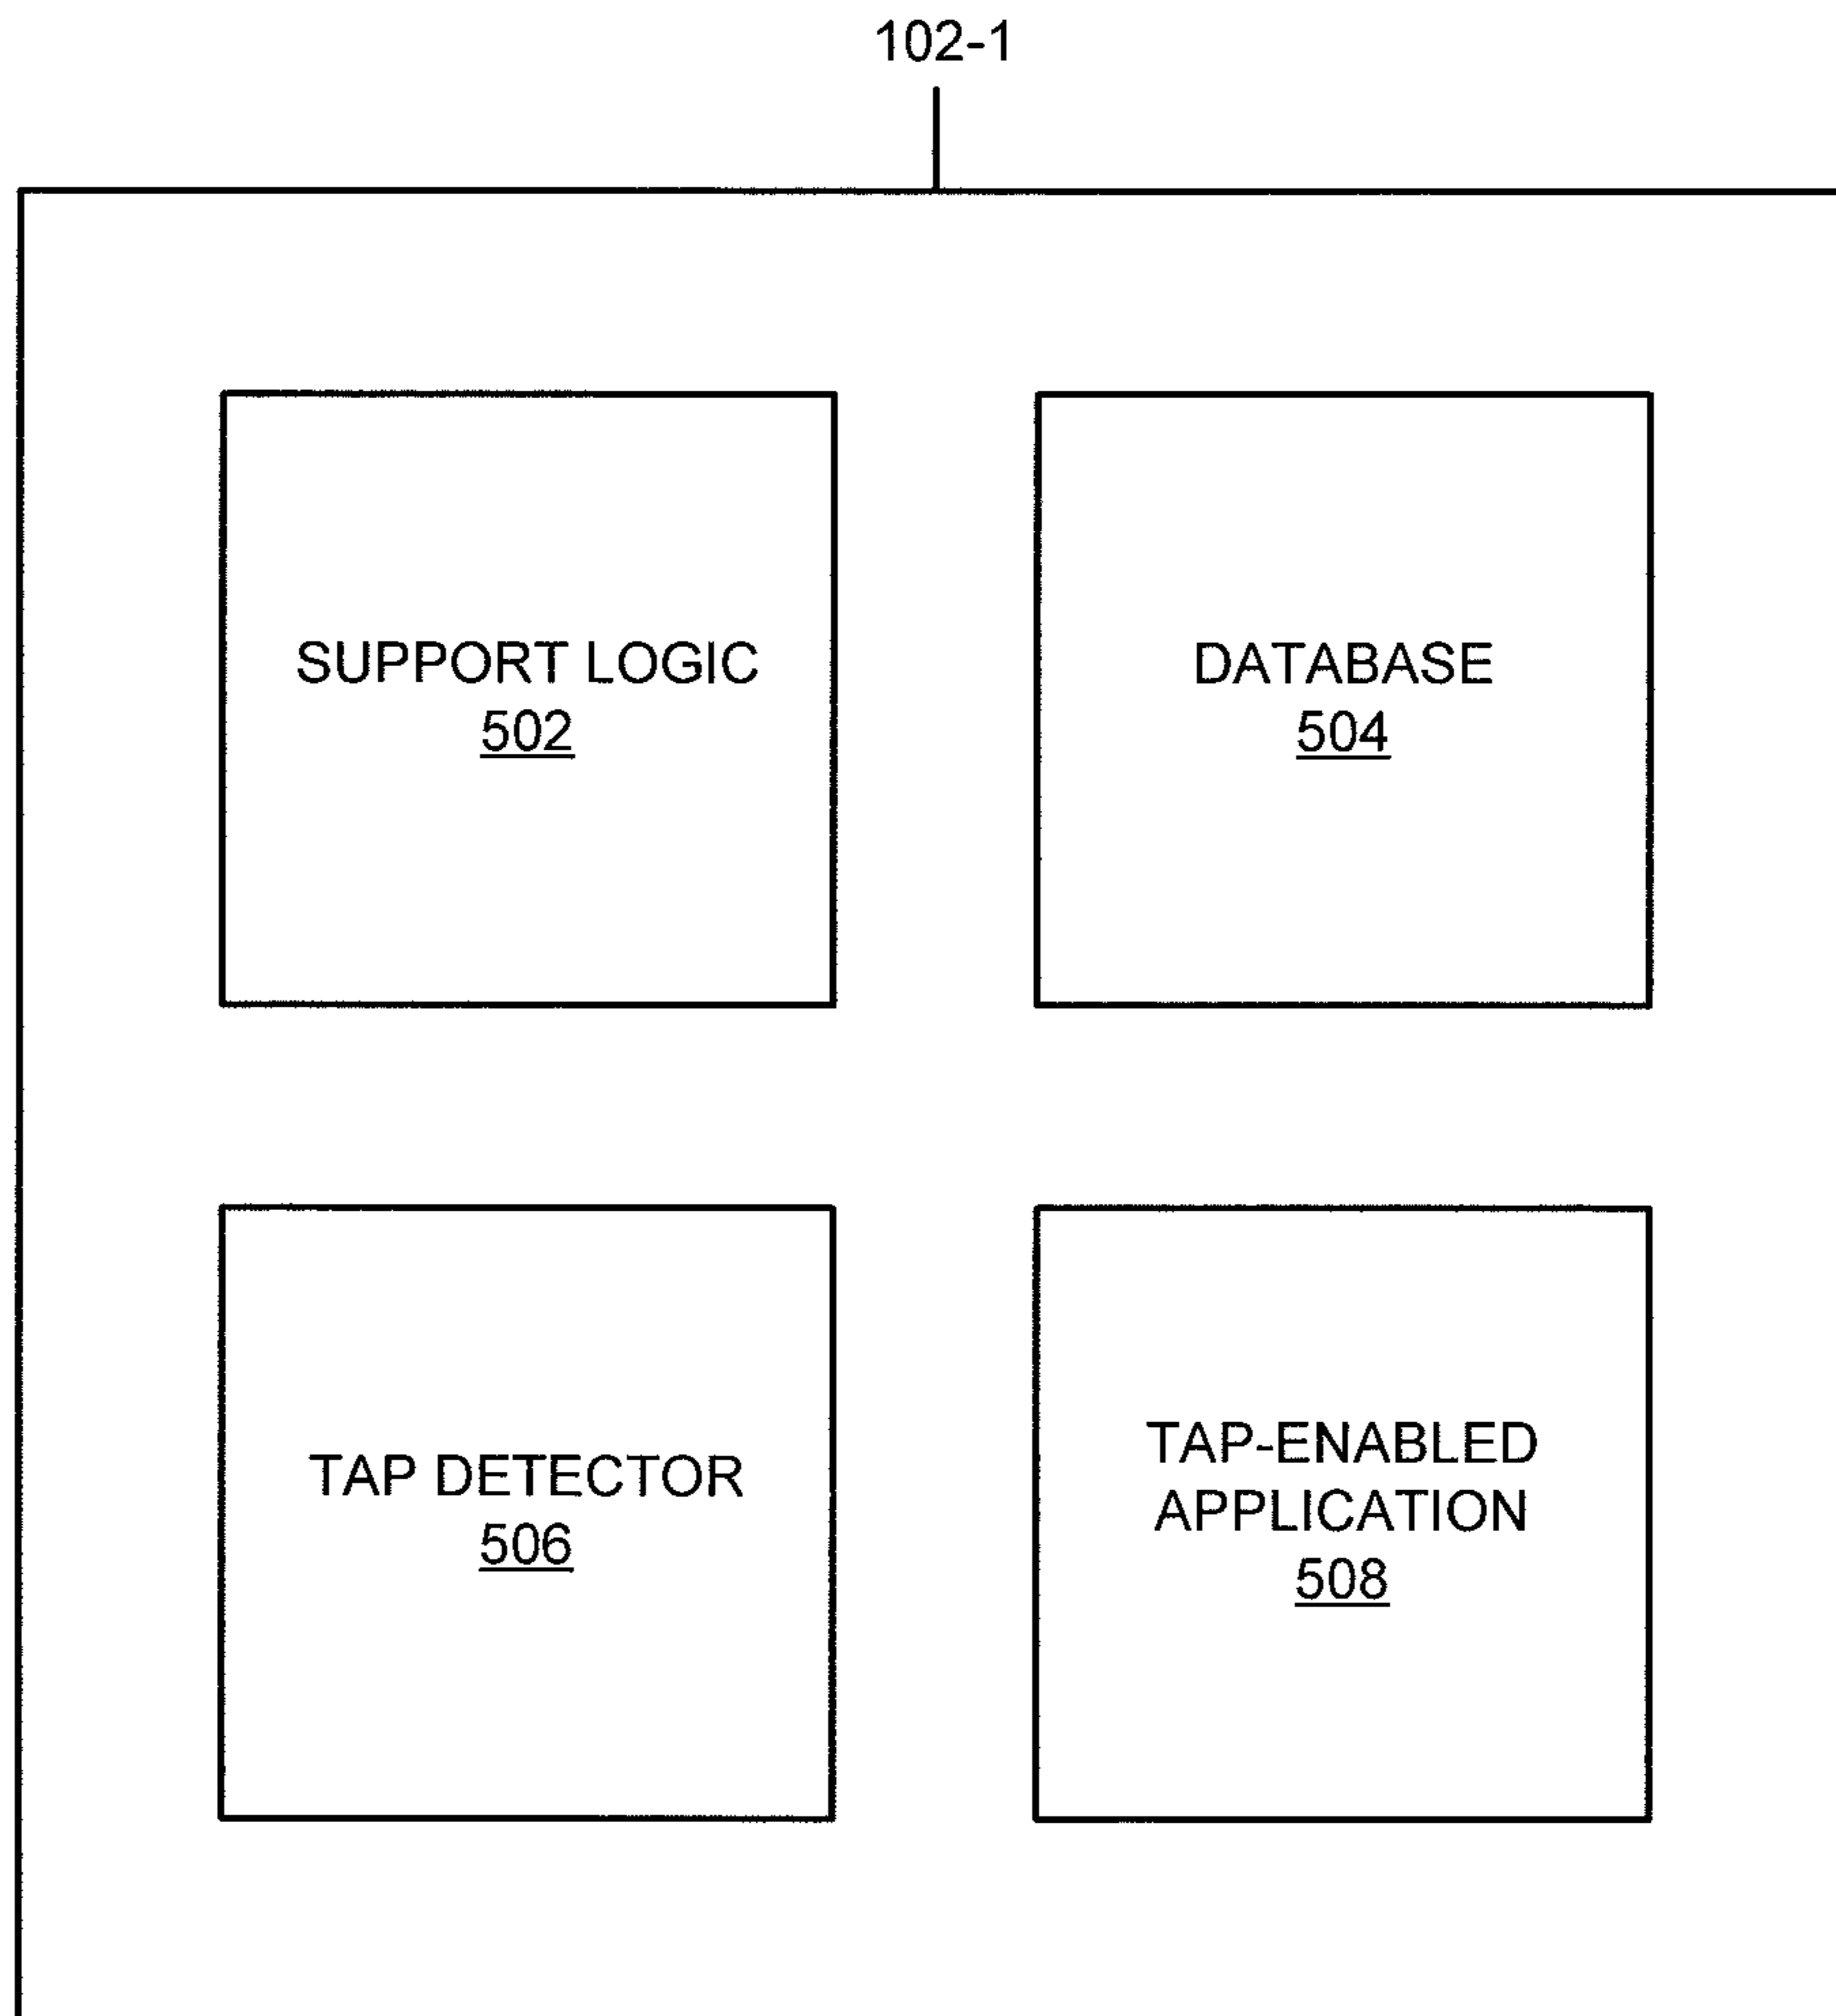 102-1
SUPPORT LOGIC
502
DATABASE
504
TAP DETECTOR
506
TAP-ENABLED
APPLICATION
508